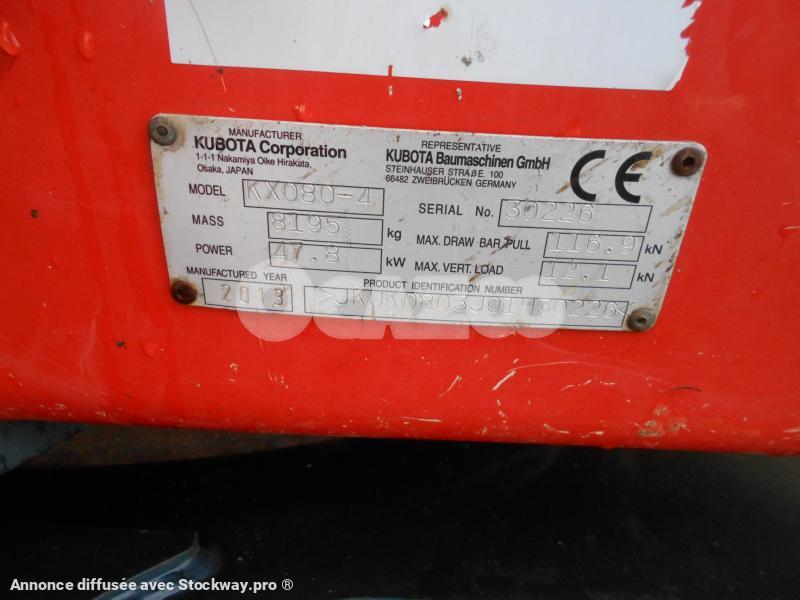 MANUFACTURER
KUBOTA Corporation
1-1-1 Nakamiya Oike Hirakata,
Osaka, JAPAN
REPRESENTATIVE
KUBOTA Baumaschinen GmbH
STEINHAUSER STRAßE. 100
66482 ZWEIBRÜCKEN GERMANY
CE
MODEL KX080-4
SERIAL No. 30226
MASS 8195 kg
MAX. DRAW BAR PULL 116.9 kN
POWER 47.8 kW
MAX. VERT. LOAD 12.1 kN
MANUFACTURED YEAR 2013
PRODUCT IDENTIFICATION NUMBER
>JKUK0803J01H30226<
Annonce diffusée avec Stockway.pro ®